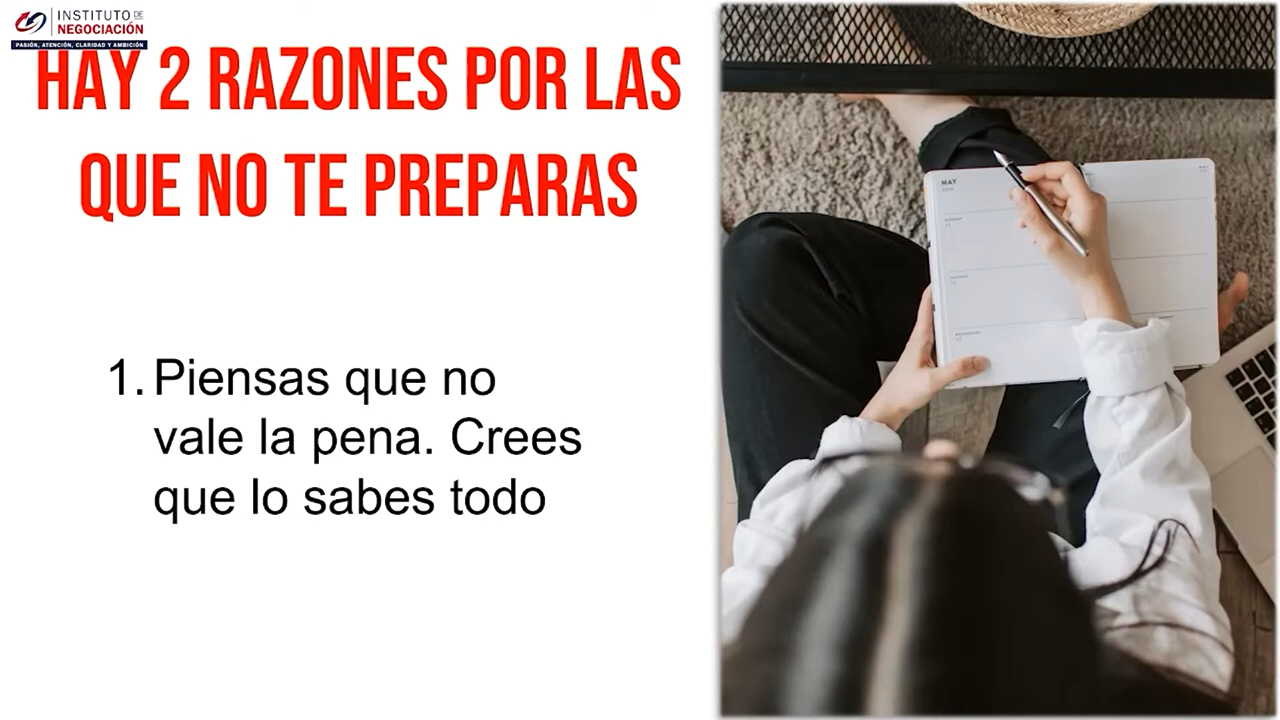 INSTITUTO DE
NEGOCIACIÓN
PASIÓN, ATENCIÓN, CLARIDAD Y AMBICIÓN
HAY 2 RAZONES POR LAS
QUE NO TE PREPARAS
1. Piensas que no
vale la pena. Crees
que lo sabes todo
MAY